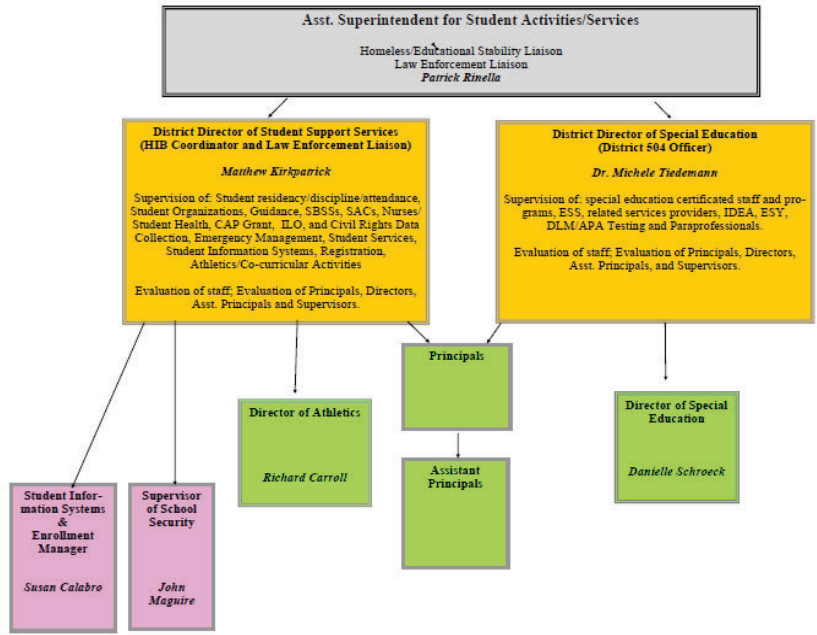 Asst. Superintendent for Student Activities/Services
Homeless/Educational Stability Liaison
Law Enforcement Liaison
Patrick Rinella
District Director of Student Support Services
(HIB Coordinator and Law Enforcement Liaison)
Matthew Kirkpatrick
Supervision of: Student residency/discipline/attendance,
Student Organizations, Guidance, SBSSs, SACs, Nurses/
Student Health, CAP Grant, ILO, and Civil Rights Data
Collection, Emergency Management, Student Services,
Student Information Systems, Registration,
Athletics/Co-curricular Activities
Evaluation of staff; Evaluation of Principals, Directors,
Asst. Principals and Supervisors.
District Director of Special Education
(District 504 Officer)
Dr. Michele Tiedemann
Supervision of: special education certificated staff and pro-
grams, ESS, related services providers, IDEA, ESY,
DLM/APA Testing and Paraprofessionals.
Evaluation of staff; Evaluation of Principals, Directors,
Asst. Principals, and Supervisors.
Principals
Director of Athletics
Richard Carroll
Director of Special
Education
Danielle Schroeck
Assistant
Principals
Student Infor-
mation Systems
&
Enrollment
Manager
Susan Calabro
Supervisor
of School
Security
John
Maguire